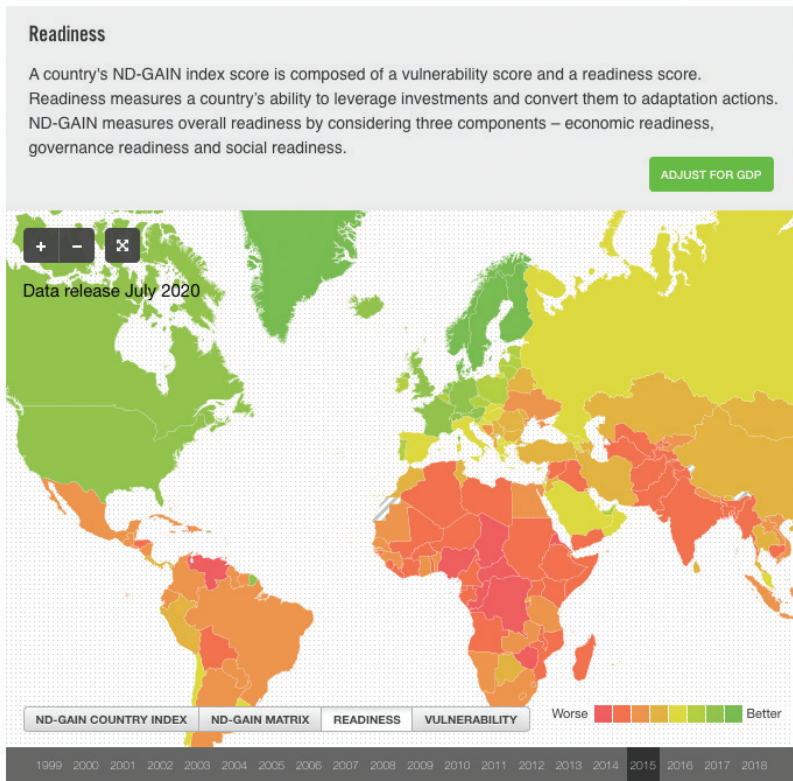 Readiness
A country's ND-GAIN index score is composed of a vulnerability score and a readiness score.
Readiness measures a country's ability to leverage investments and convert them to adaptation actions.
ND-GAIN measures overall readiness by considering three components – economic readiness,
governance readiness and social readiness.
ADJUST FOR GDP
+ −
Data release July 2020
ND-GAIN COUNTRY INDEX ND-GAIN MATRIX READINESS VULNERABILITY Worse Better
1999 2000 2001 2002 2003 2004 2005 2006 2007 2008 2009 2010 2011 2012 2013 2014 2015 2016 2017 2018